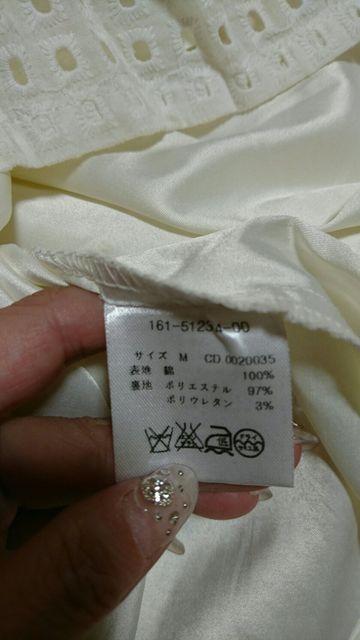 161-5123A-00
サイズ M CD 0020035
表地 綿 100%
裏地 ポリエステル 97%
ポリウレタン 3%